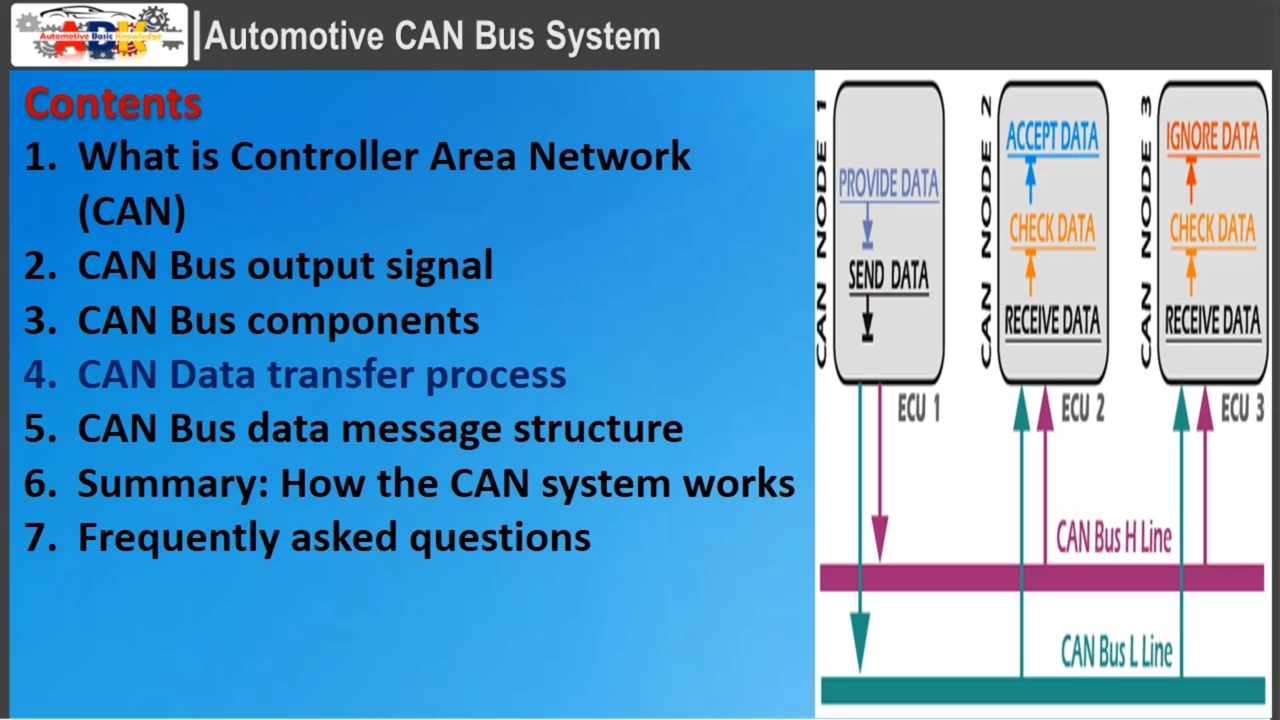 Automotive Basic Knowledge
ABK
Automotive CAN Bus System
Contents
1. What is Controller Area Network
(CAN)
2. CAN Bus output signal
3. CAN Bus components
4. CAN Data transfer process
5. CAN Bus data message structure
6. Summary: How the CAN system works
7. Frequently asked questions
CAN NODE 1
PROVIDE DATA
SEND DATA
ECU 1
CAN NODE 2
ACCEPT DATA
CHECK DATA
RECEIVE DATA
ECU 2
CAN NODE 3
IGNORE DATA
CHECK DATA
RECEIVE DATA
ECU 3
CAN Bus H Line
CAN Bus L Line